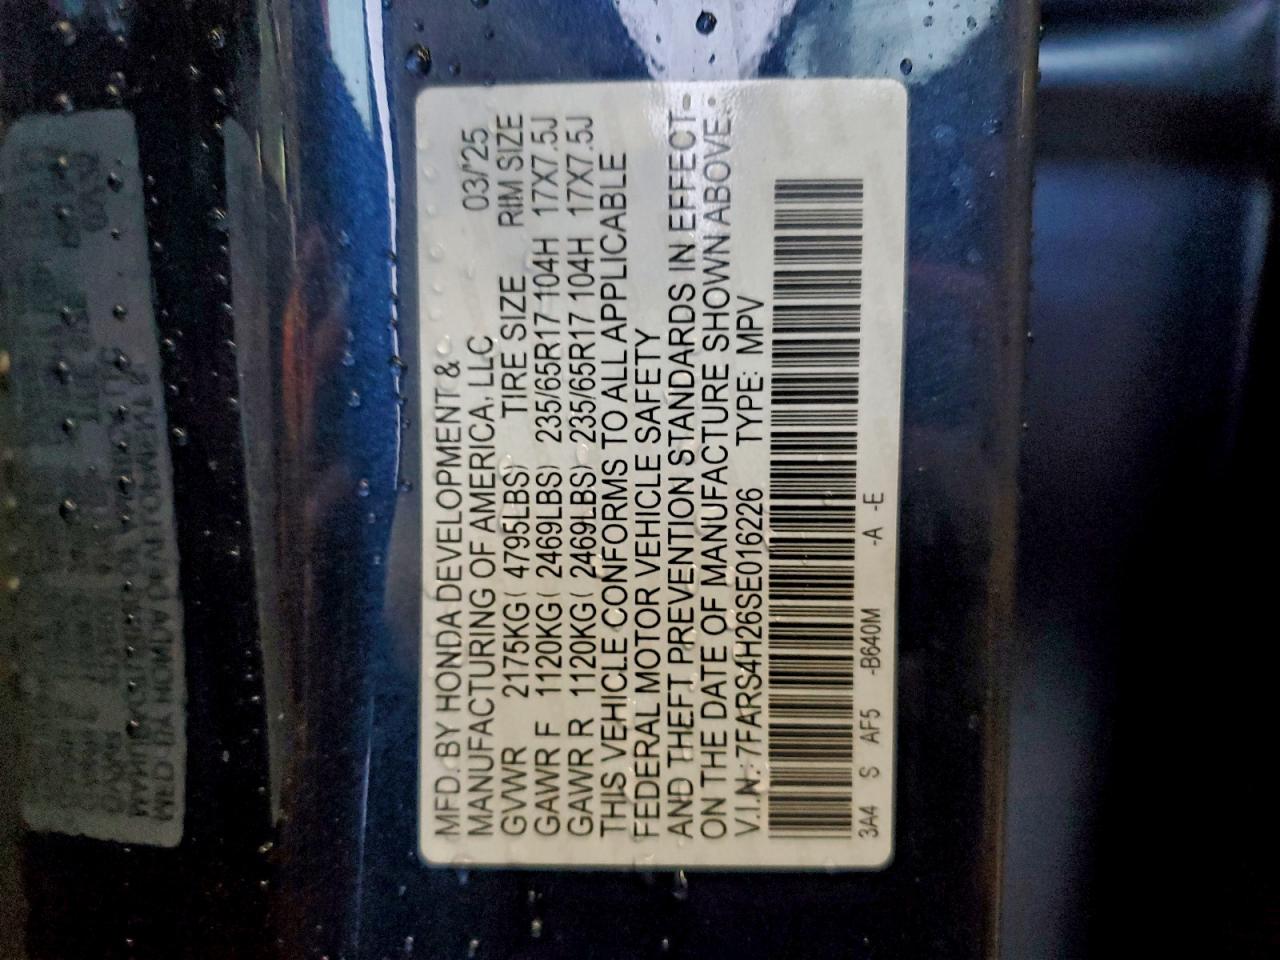 MFD. BY HONDA DEVELOPMENT &
MANUFACTURING OF AMERICA, LLC 03/'25
GVWR 2175KG( 4795LBS) TIRE SIZE RIM SIZE
GAWR F 1120KG( 2469LBS) 235/65R17 104H 17X7.5J
GAWR R 1120KG( 2469LBS) 235/65R17 104H 17X7.5J
THIS VEHICLE CONFORMS TO ALL APPLICABLE
FEDERAL MOTOR VEHICLE SAFETY
AND THEFT PREVENTION STANDARDS IN EFFECT
ON THE DATE OF MANUFACTURE SHOWN ABOVE.
V.I.N.: 7FARS4H26SE016226 TYPE: MPV
3A4 S AF5 -B640M -A -E